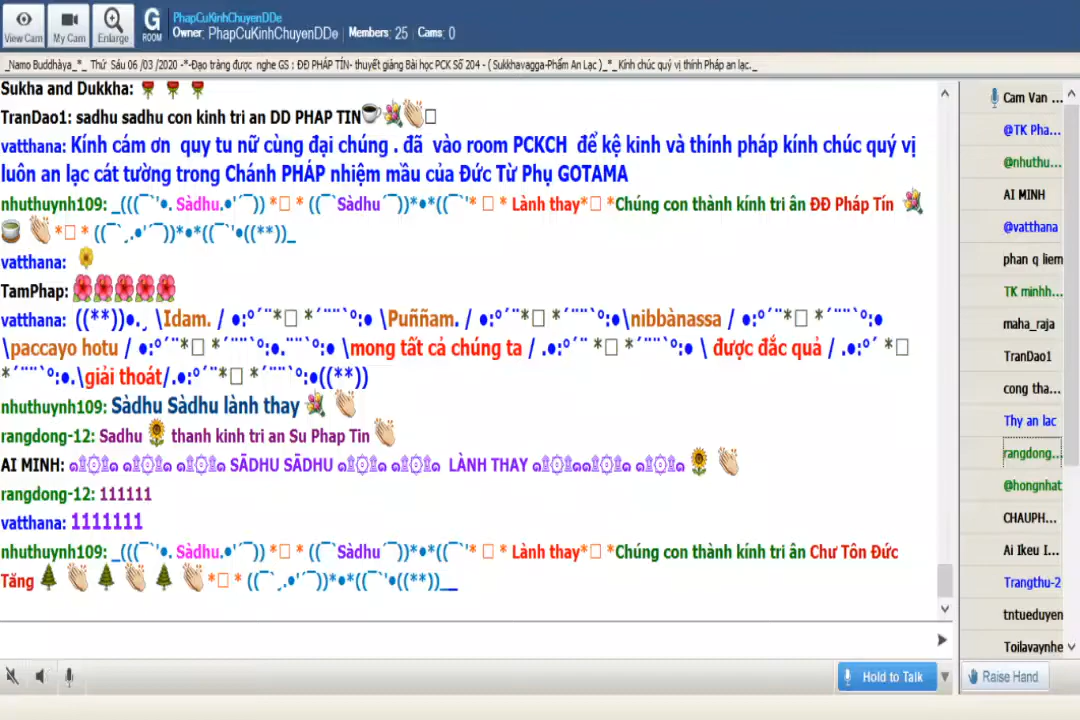 View Cam
My Cam
Enlarge
G
ROOM
PhapCuKinhChuyenDDe
Owner: PhapCuKinhChuyenDDe Members: 25 Cams: 0
_Namo Buddhàya_*_ Thứ Sáu 06 /03 /2020 -*-Đạo tràng được nghe GS : ĐĐ PHÁP TÍN- thuyết giảng Bài học PCK Số 204 - ( Sukkhavagga-Phẩm An Lạc )_*_Kính chúc quý vị thính Pháp an lạc._
Sukha and Dukkha:
TranDao1: sadhu sadhu con kinh tri an DD PHAP TIN
vatthana: Kính cám ơn quy tu nữ cùng đại chúng . đã vào room PCKCH để kệ kinh và thính pháp kính chúc quý vị
luôn an lạc cát tường trong Chánh PHÁP nhiệm mầu của Đức Từ Phụ GOTAMA
nhuthuynh109: _(((¯`'•. Sàdhu.•'´¯)) *□ * ((¯`Sàdhu´¯))*•*((¯`'* □ * Lành thay*□ *Chúng con thành kính tri ân ĐĐ Pháp Tín
*□ * ((¯`¸.•'´¯))*•*((¯`'•((**))_
vatthana:
TamPhap:
vatthana: ((**))•.¸ \Idam. / •:°´¨*□ *´¨¨`°:• \Puññam. / •:°´¨*□ *´¨¨`°:•\nibbànassa / •:°´¨*□ *´¨¨`°:•
\paccayo hotu / •:°´¨*□ *´¨¨`°:•.¨¨`°:• \mong tất cả chúng ta / .•:°´¨ *□ *´¨¨`°:• \ được đắc quả / .•:°´ *□
*´¨¨`°:•.\giải thoát/.•:°´¨*□ *´¨¨`°:•((**))
nhuthuynh109: Sàdhu Sàdhu lành thay
rangdong-12: Sadhu thanh kinh tri an Su Phap Tin
AI MINH: SĀDHU SĀDHU LÀNH THAY
rangdong-12: 111111
vatthana: 1111111
nhuthuynh109: _(((¯`'•. Sàdhu.•'´¯)) *□ * ((¯`Sàdhu´¯))*•*((¯`'* □ * Lành thay*□ *Chúng con thành kính tri ân Chư Tôn Đức
Tăng *□ * ((¯`¸.•'´¯))*•*((¯`'•((**))__
Cam Van ...
@TK Pha...
@nhuthu...
AI MINH
@vatthana
phan q liem
TK minhh...
maha_raja
TranDao1
cong tha...
Thy an lac
rangdong...
@hongnhat
CHAUPH...
Ai Ikeu I...
Trangthu-2
tntueduyen
Toilavaynhe
Hold to Talk
Raise Hand